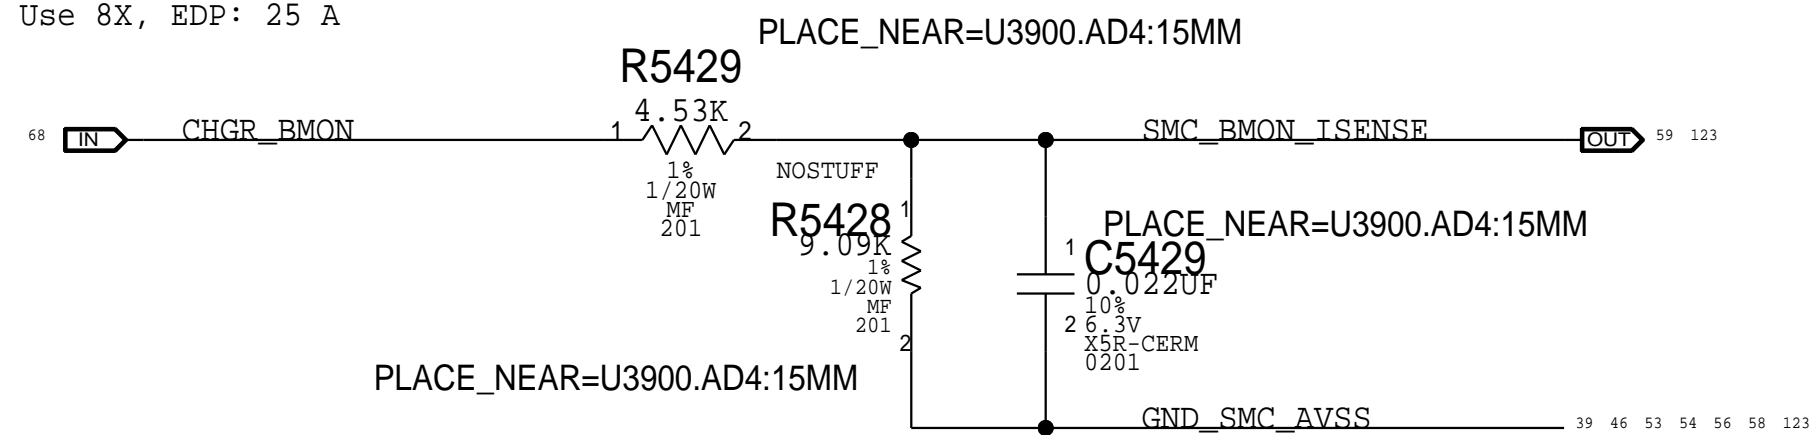 Use 8X, EDP: 25 A
PLACE_NEAR=U3900.AD4:15MM
R5429
4.53K
68 IN CHGR_BMON 1 2 SMC_BMON_ISENSE OUT 59 123
1%
1/20W
MF
201
NOSTUFF
R5428 1
9.09K
1%
1/20W
MF
201
2
PLACE_NEAR=U3900.AD4:15MM
1 C5429
0.022UF
10%
2 6.3V
X5R-CERM
0201
PLACE_NEAR=U3900.AD4:15MM
GND_SMC_AVSS 39 46 53 54 56 58 123